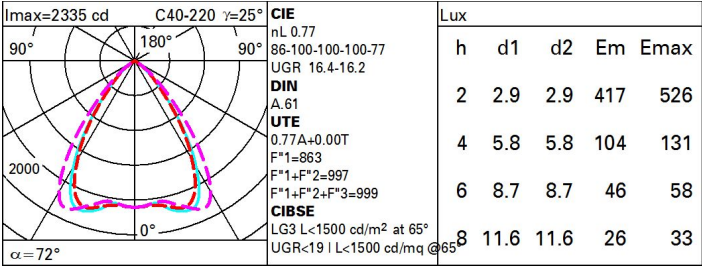 Imax=2335 cd C40-220 γ=25°
90° 180° 90°
2000
0°
α=72°
CIE
nL 0.77
86-100-100-100-77
UGR 16.4-16.2
DIN
A.61
UTE
0.77A+0.00T
F"1=863
F"1+F"2=997
F"1+F"2+F"3=999
CIBSE
LG3 L<1500 cd/m² at 65°
UGR<19 | L<1500 cd/mq @65°
Lux
h d1 d2 Em Emax
2 2.9 2.9 417 526
4 5.8 5.8 104 131
6 8.7 8.7 46 58
8 11.6 11.6 26 33